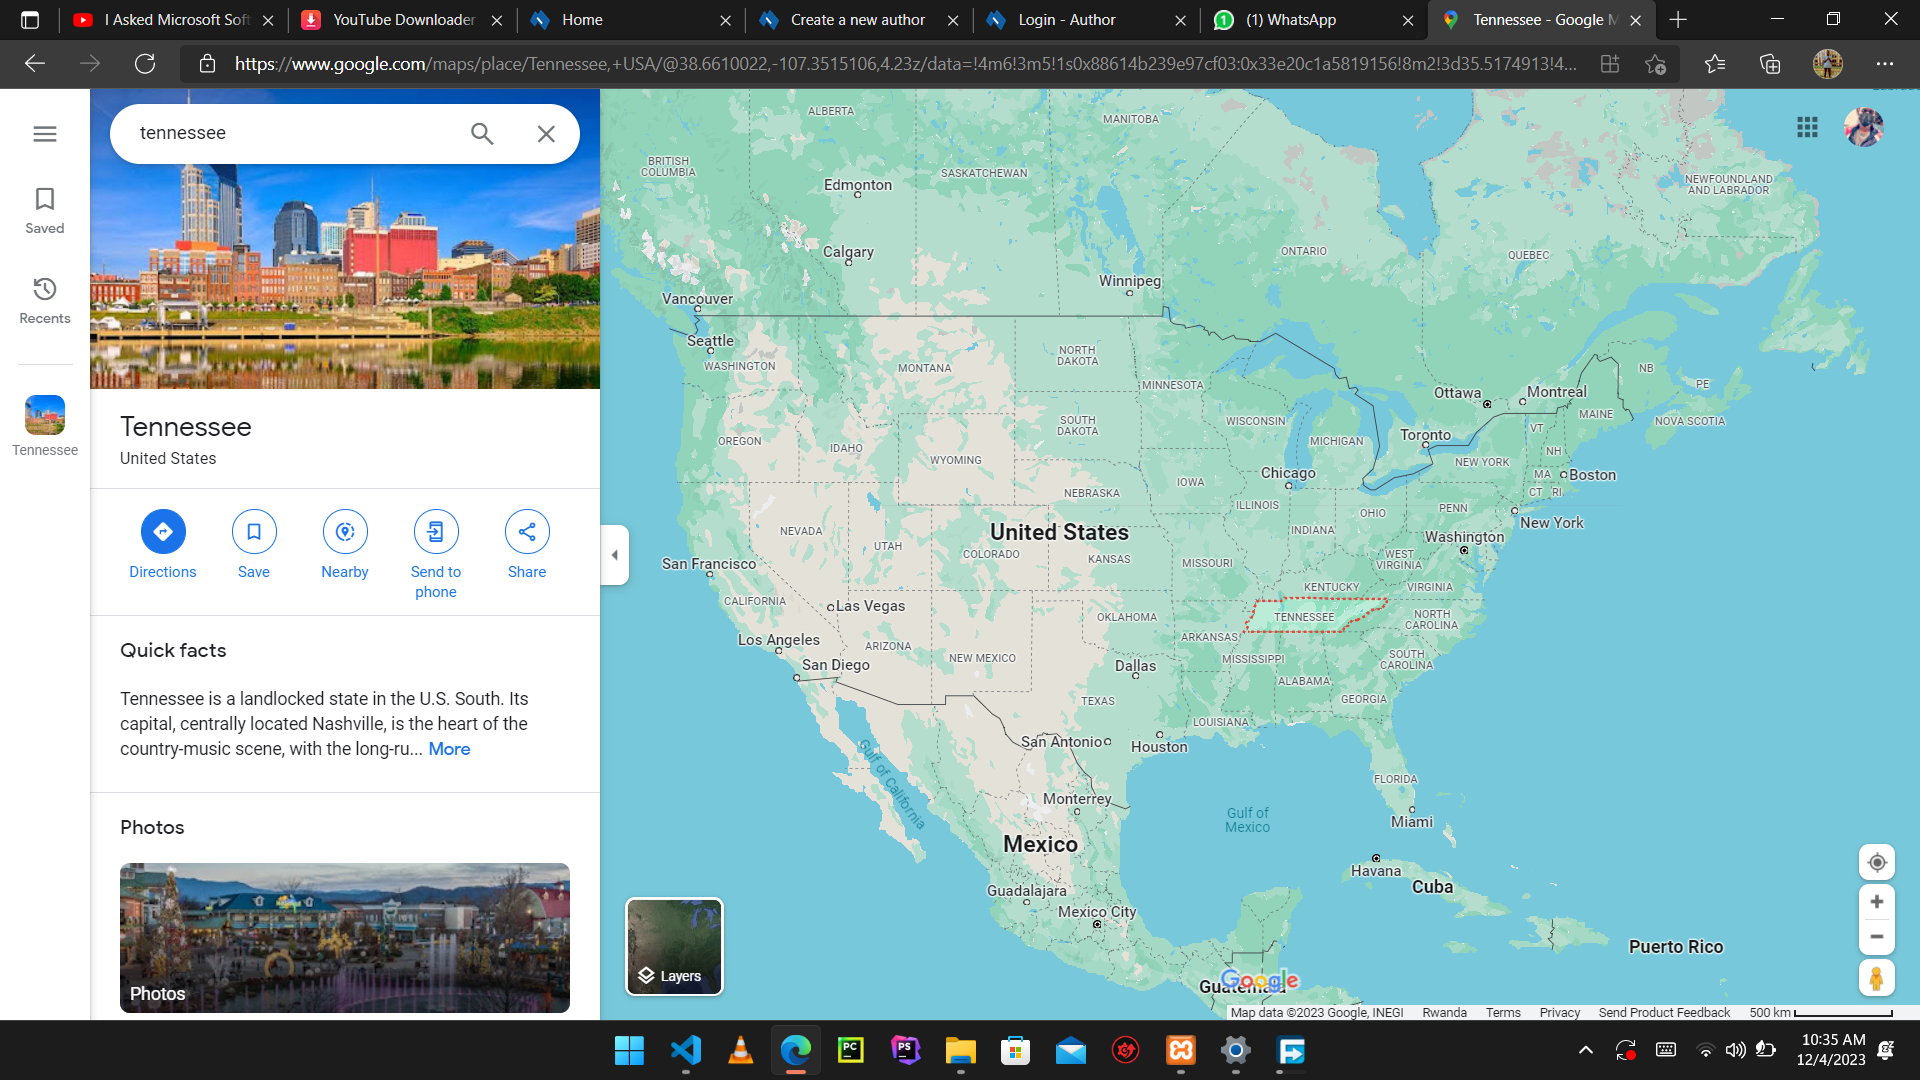 I Asked Microsoft Sof
YouTube Downloader
Home
Create a new author
Login - Author
(1) WhatsApp
Tennessee - Google M
https://www.google.com/maps/place/Tennessee,+USA/@38.6610022,-107.3515106,4.23z/data=!4m6!3m5!1s0x88614b239e97cf03:0x33e20c1a5819156!8m2!3d35.5174913!4...
tennessee
Saved
Recents
Tennessee
Tennessee
United States
Directions
Save
Nearby
Send to
phone
Share
Quick facts
Tennessee is a landlocked state in the U.S. South. Its
capital, centrally located Nashville, is the heart of the
country-music scene, with the long-ru... More
Photos
Photos
ALBERTA
MANITOBA
BRITISH
COLUMBIA
SASKATCHEWAN
Edmonton
NEWFOUNDLAND
AND LABRADOR
Calgary
ONTARIO
QUEBEC
Winnipeg
Vancouver
Seattle
WASHINGTON
MONTANA
NORTH
DAKOTA
MINNESOTA
NB
PE
Ottawa
Montreal
MAINE
NOVA SCOTIA
OREGON
IDAHO
WYOMING
SOUTH
DAKOTA
WISCONSIN
MICHIGAN
Toronto
VT
NH
NEW YORK
MA
Boston
CT
RI
Chicago
IOWA
NEBRASKA
ILLINOIS
INDIANA
OHIO
PENN
New York
NEVADA
UTAH
COLORADO
United States
KANSAS
MISSOURI
WEST
VIRGINIA
Washington
KENTUCKY
VIRGINIA
San Francisco
CALIFORNIA
Las Vegas
OKLAHOMA
TENNESSEE
NORTH
CAROLINA
ARKANSAS
Los Angeles
ARIZONA
NEW MEXICO
San Diego
Dallas
MISSISSIPPI
SOUTH
CAROLINA
ALABAMA
GEORGIA
TEXAS
LOUISIANA
San Antonio
Houston
Gulf of California
FLORIDA
Monterrey
Gulf of
Mexico
Miami
Mexico
Havana
Cuba
Guadalajara
Mexico City
Puerto Rico
Guatemala
Google
Layers
Map data ©2023 Google, INEGI
Rwanda
Terms
Privacy
Send Product Feedback
500 km
PC
PS
10:35 AM
12/4/2023